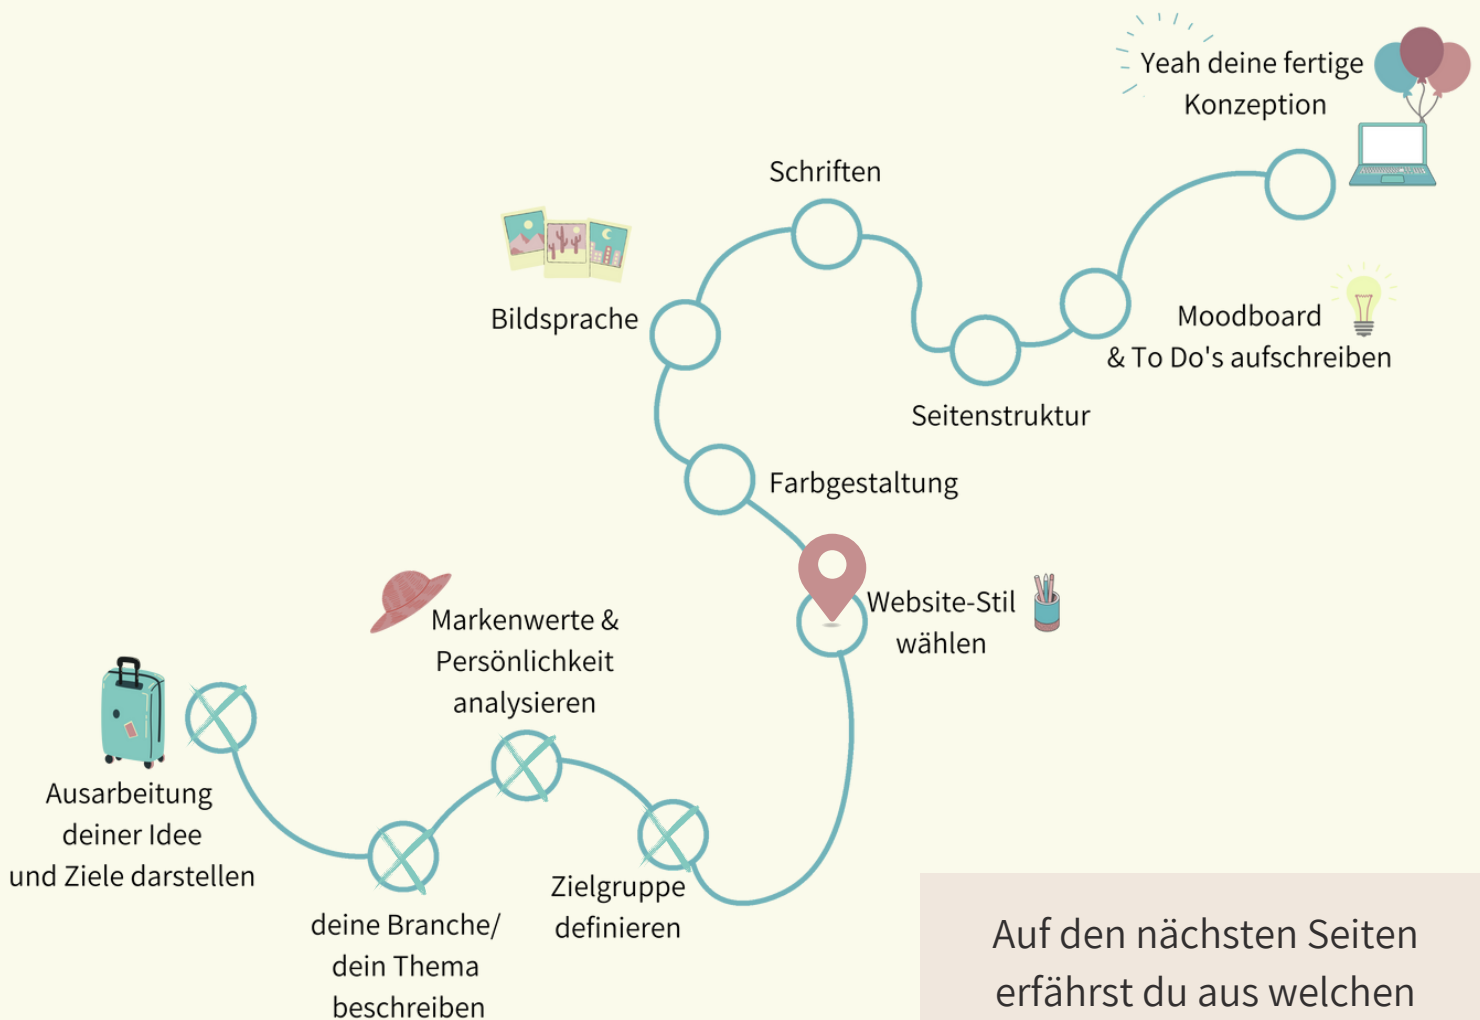 Yeah deine fertige
Konzeption
Schriften
Bildsprache
Moodboard
& To Do's aufschreiben
Seitenstruktur
Farbgestaltung
Website-Stil
wählen
Markenwerte &
Persönlichkeit
analysieren
Ausarbeitung
deiner Idee
und Ziele darstellen
Zielgruppe
definieren
deine Branche/
dein Thema
beschreiben
Auf den nächsten Seiten
erfährst du aus welchen